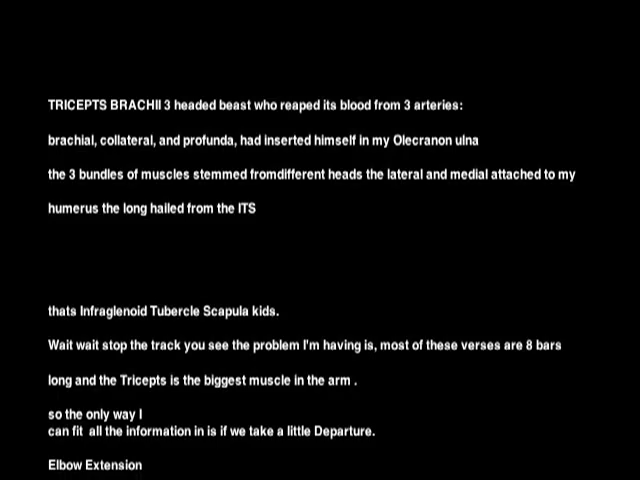 TRICEPTS BRACHII 3 headed beast who reaped its blood from 3 arteries:
brachial, collateral, and profunda, had inserted himself in my Olecranon ulna
the 3 bundles of muscles stemmed fromdifferent heads the lateral and medial attached to my
humerus the long hailed from the ITS
thats Infraglenoid Tubercle Scapula kids.
Wait wait stop the track you see the problem I'm having is, most of these verses are 8 bars
long and the Tricepts is the biggest muscle in the arm .
so the only way I
can fit  all the information in is if we take a little Departure.
Elbow Extension